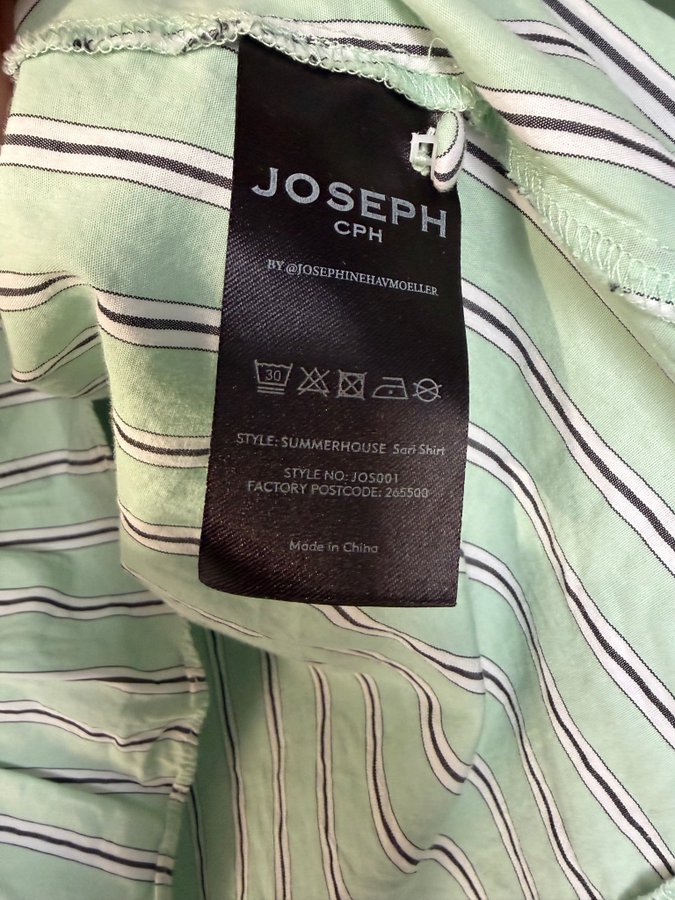 JOSEPH
CPH
BY @JOSEPHINEHAVMOELLER
30
STYLE: SUMMERHOUSE Sari Shirt
STYLE NO: JOS001
FACTORY POSTCODE: 265500
Made in China